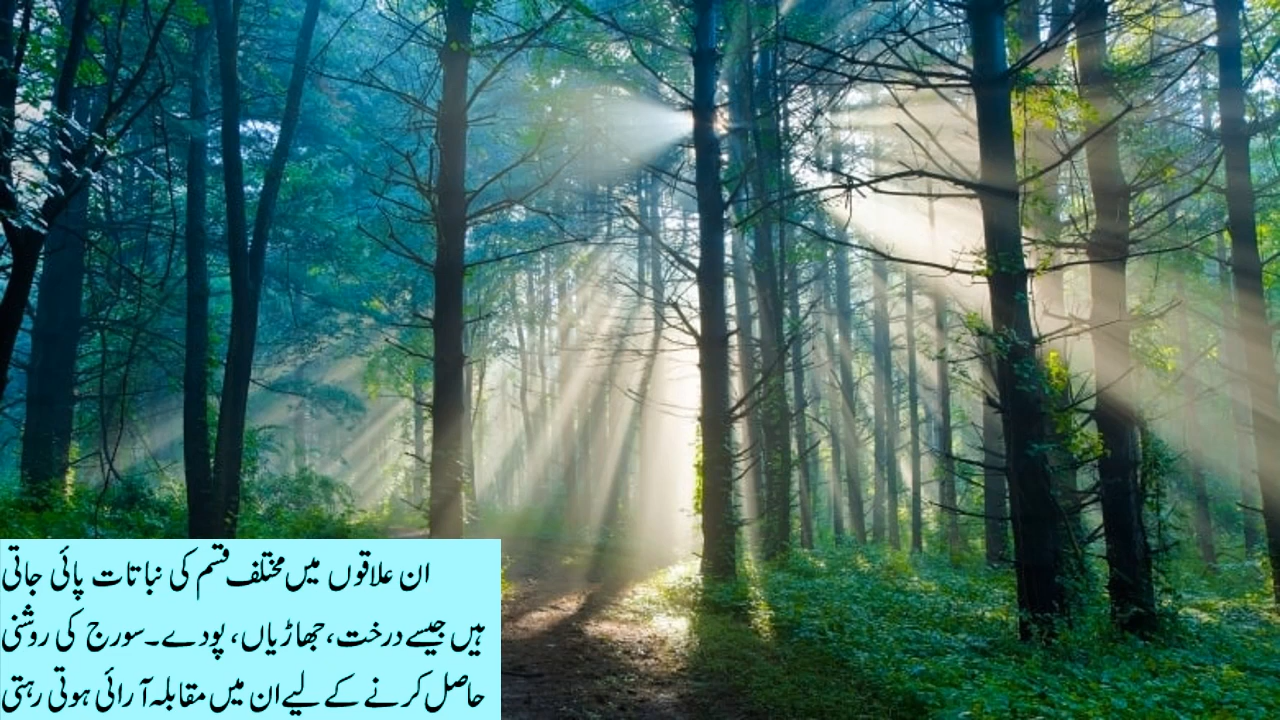 ان علاقوں میں مختلف قسم کی نباتات پائی جاتی
ہیں جیسے درخت، جھاڑیاں، پودے۔ سورج کی روشنی
حاصل کرنے کے لیے ان میں مقابلہ آرائی ہوتی رہتی